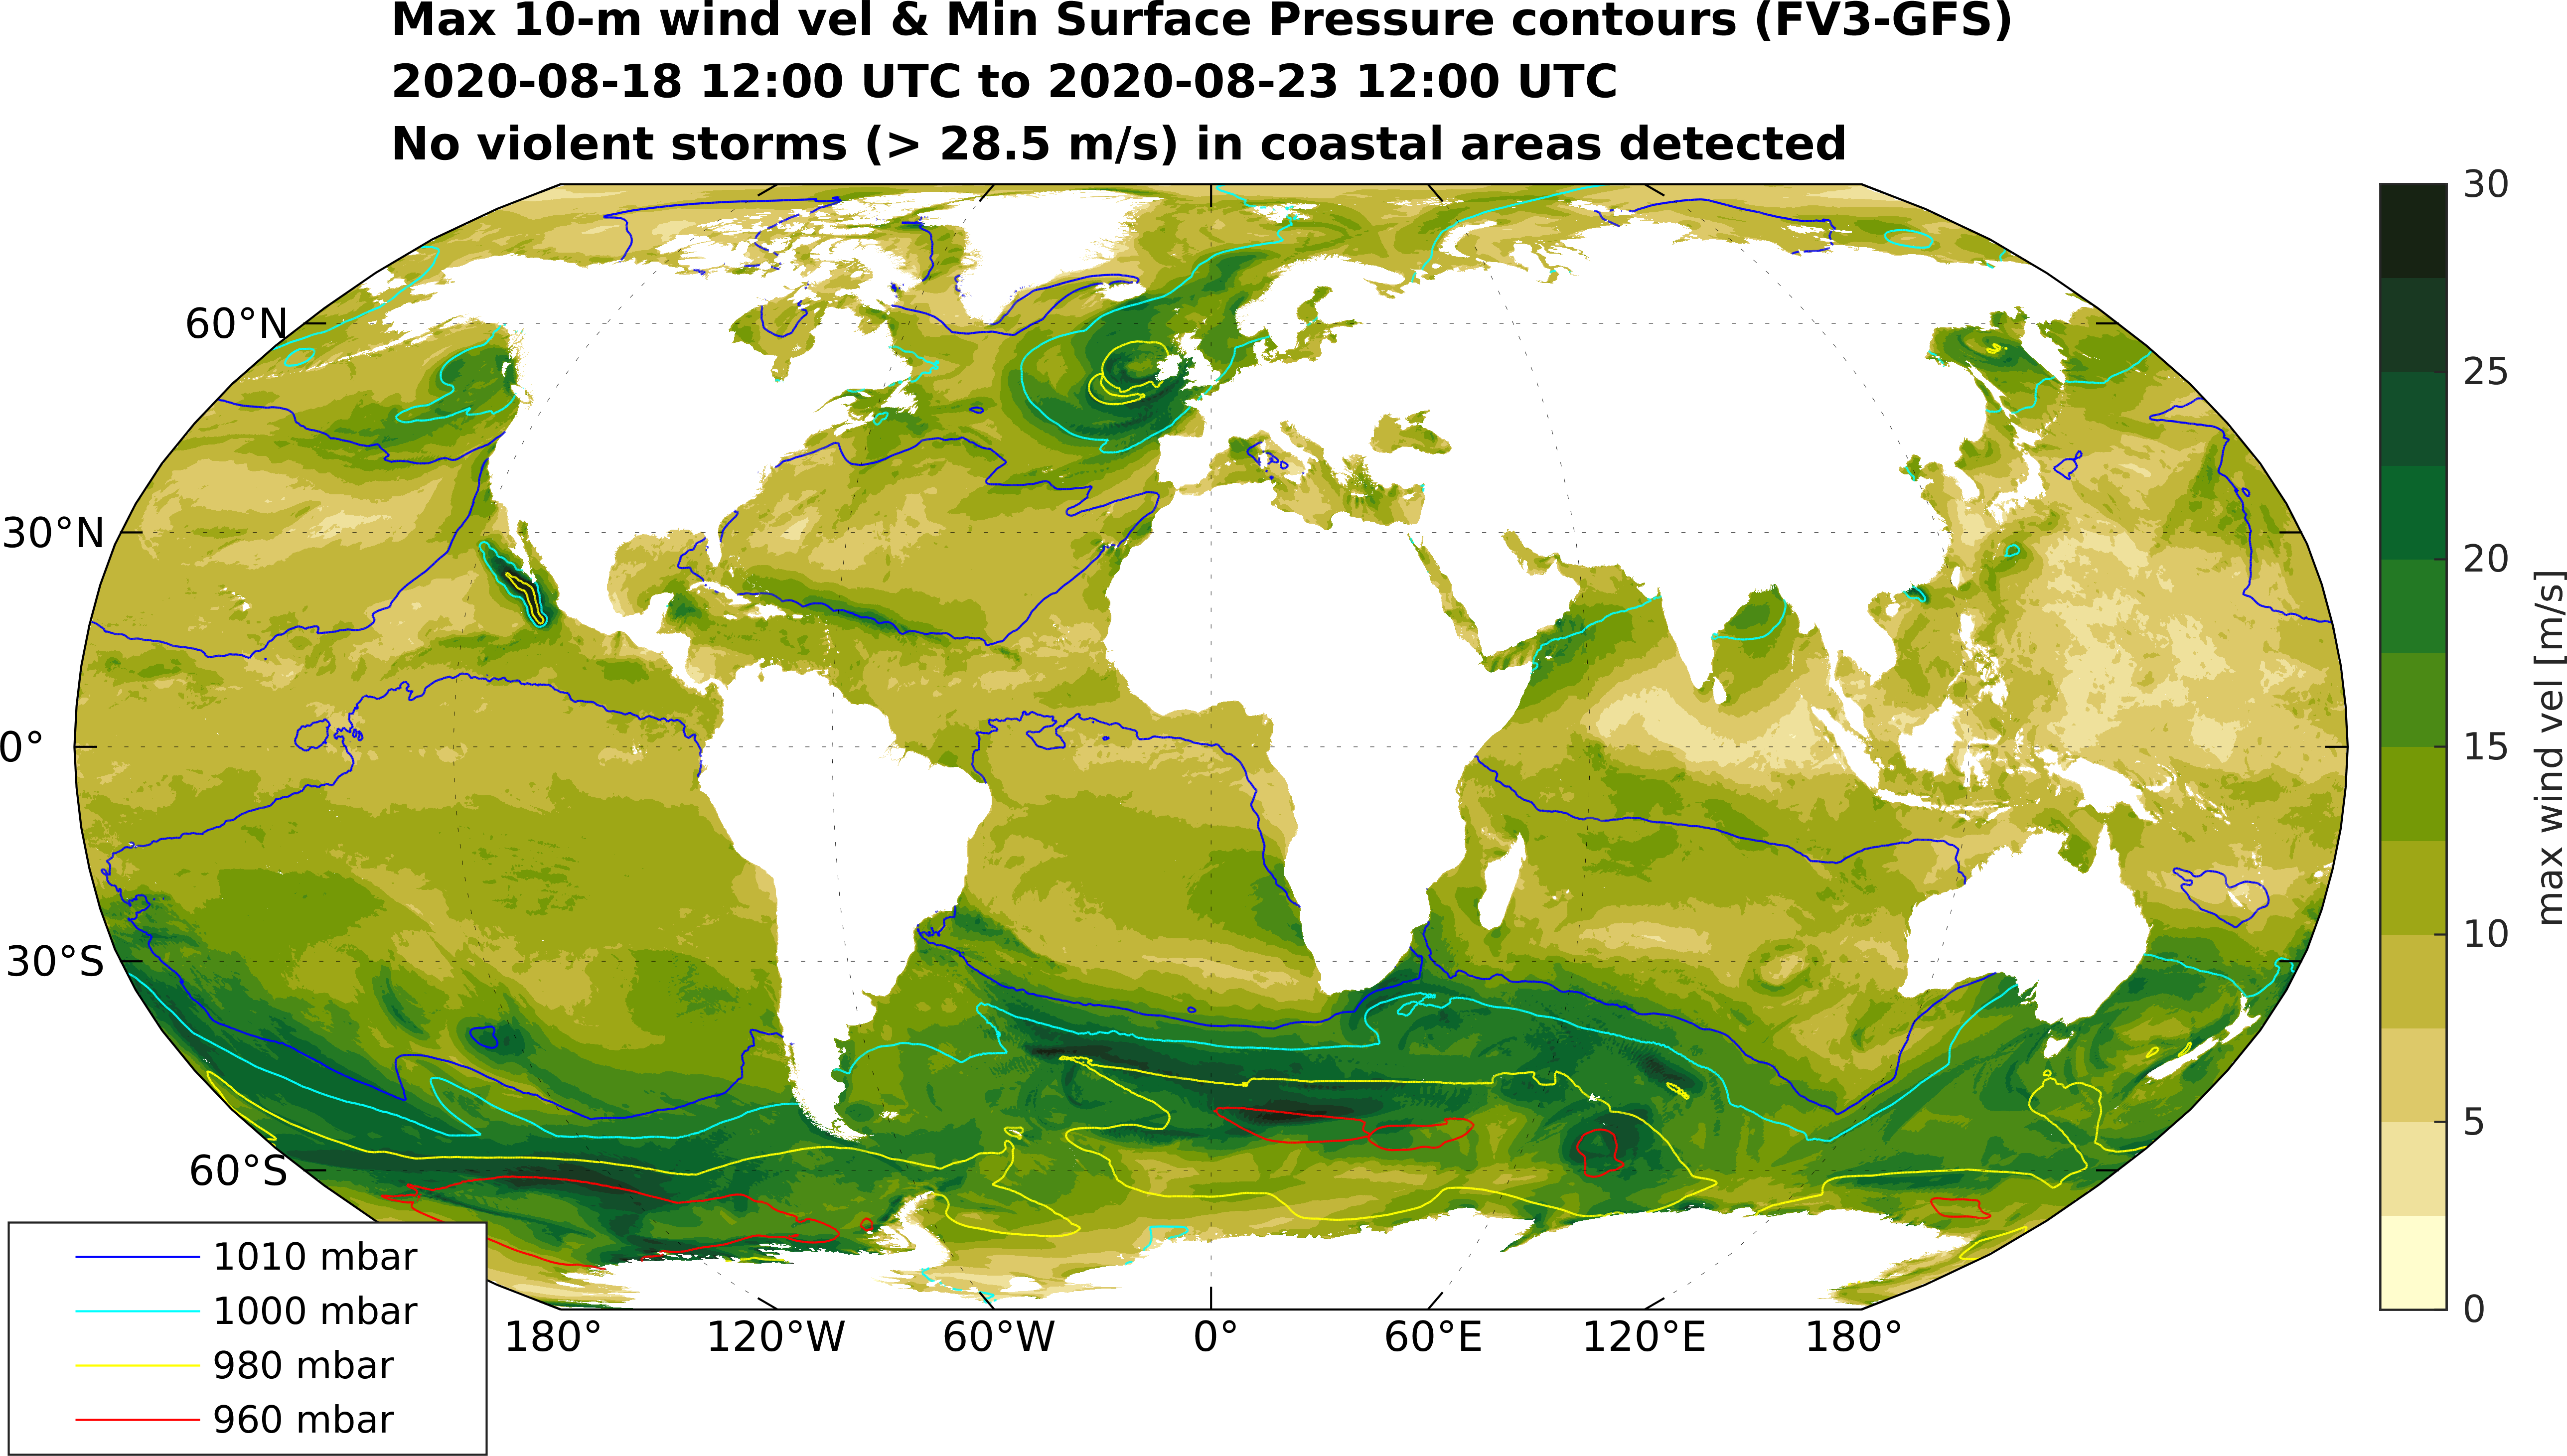 Max 10-m wind vel & Min Surface Pressure contours (FV3-GFS)
2020-08-18 12:00 UTC to 2020-08-23 12:00 UTC
No violent storms (> 28.5 m/s) in coastal areas detected
60°N
30°N
0°
30°S
60°S
180°
120°W
60°W
0°
60°E
120°E
180°
1010 mbar
1000 mbar
980 mbar
960 mbar
30
25
20
15
10
5
0
max wind vel [m/s]